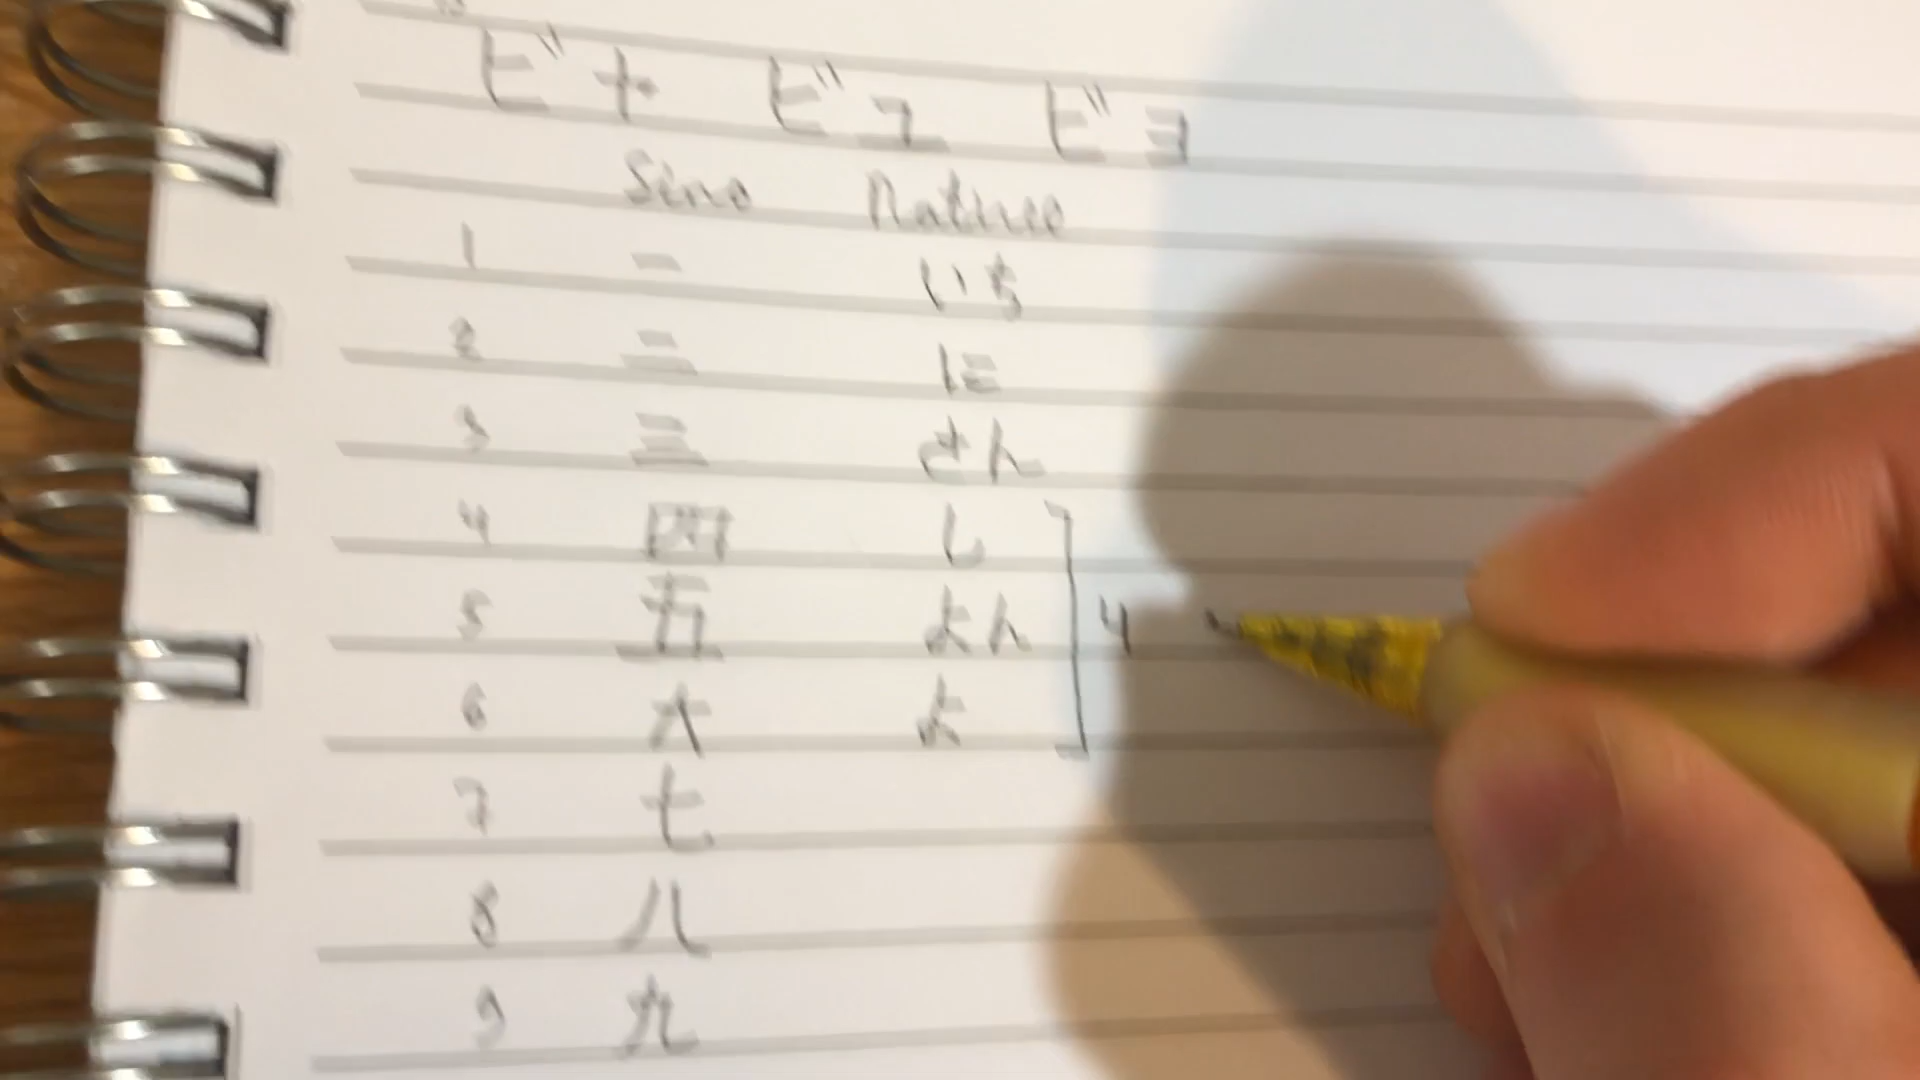 ビャ ビュ ビョ
Sino Native
1 一 いち
2 二 に
3 三 さん
4 四 し
5 五 よん 4
6 六 よ
7 七
8 八
9 九